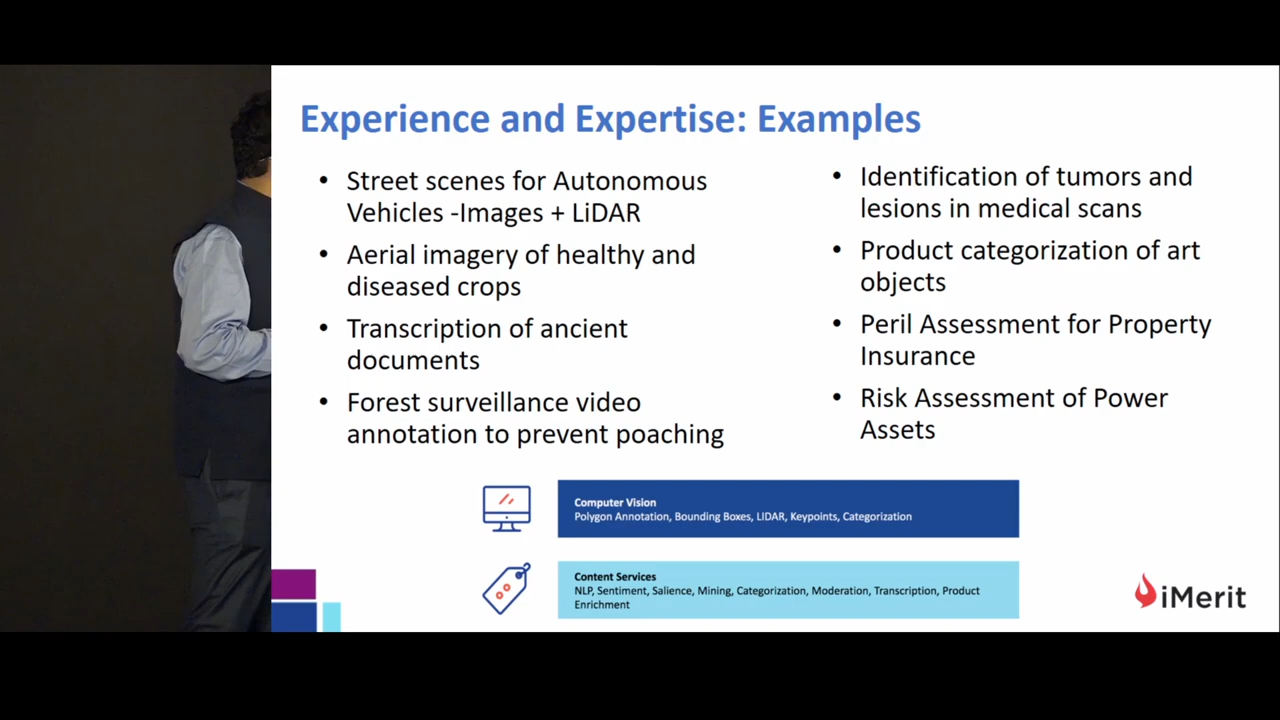 Experience and Expertise: Examples
• Street scenes for Autonomous
Vehicles -Images + LiDAR
• Aerial imagery of healthy and
diseased crops
• Transcription of ancient
documents
• Forest surveillance video
annotation to prevent poaching
• Identification of tumors and
lesions in medical scans
• Product categorization of art
objects
• Peril Assessment for Property
Insurance
• Risk Assessment of Power
Assets
Computer Vision
Polygon Annotation, Bounding Boxes, LIDAR, Keypoints, Categorization
Content Services
NLP, Sentiment, Salience, Mining, Categorization, Moderation, Transcription, Product
Enrichment
iMerit